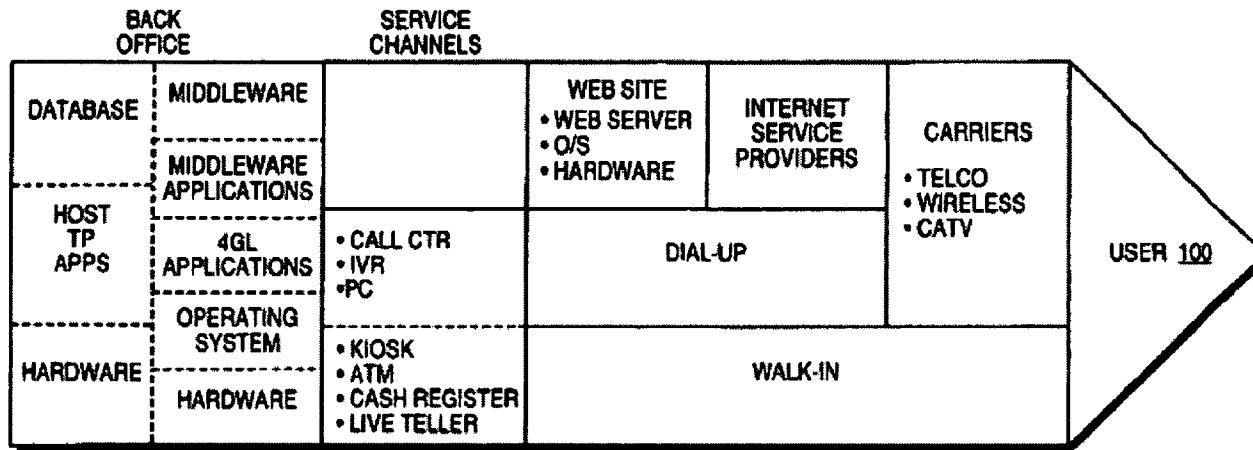 BACK
OFFICE
SERVICE
CHANNELS
DATABASE
HOST
TP
APPS
HARDWARE
MIDDLEWARE
MIDDLEWARE
APPLICATIONS
4GL
APPLICATIONS
OPERATING
SYSTEM
HARDWARE
• CALL CTR
• IVR
•PC
• KIOSK
• ATM
• CASH REGISTER
• LIVE TELLER
WEB SITE
• WEB SERVER
• O/S
• HARDWARE
INTERNET
SERVICE
PROVIDERS
DIAL-UP
WALK-IN
CARRIERS
• TELCO
• WIRELESS
• CATV
USER 100